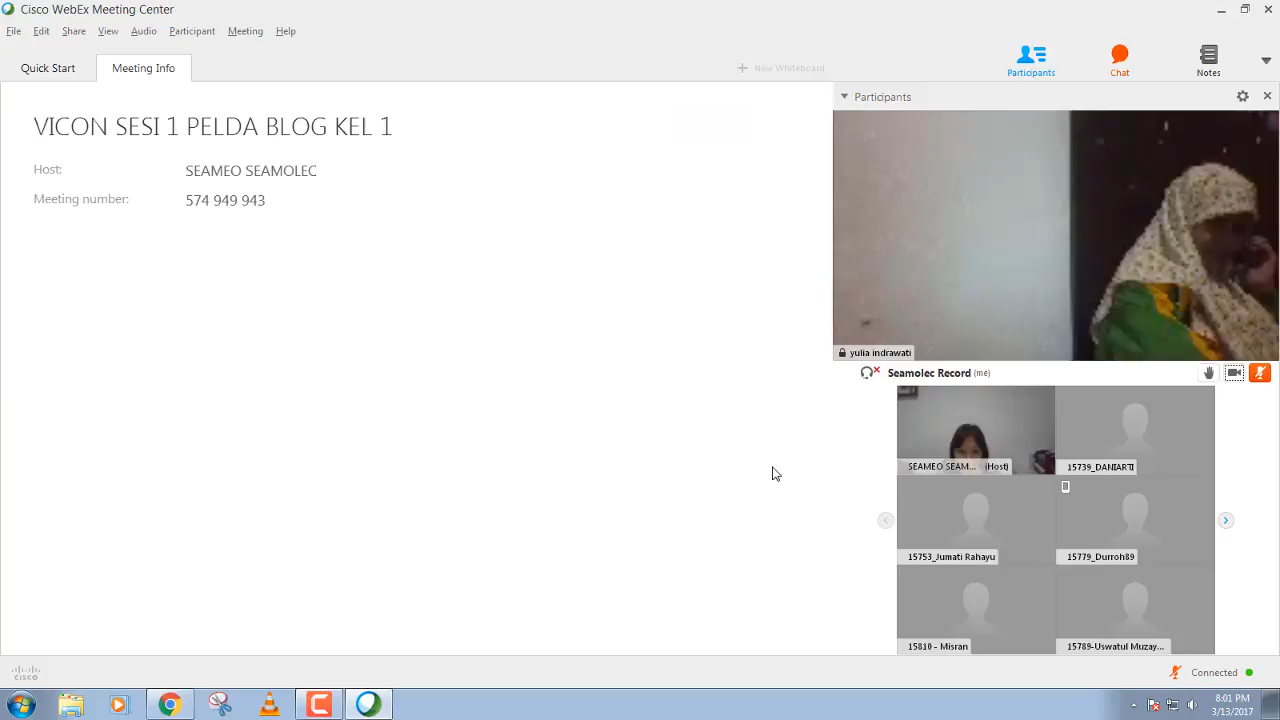 Cisco WebEx Meeting Center
File Edit Share View Audio Participant Meeting Help
Quick Start
Meeting Info
New Whiteboard
Participants
Chat
Notes
VICON SESI 1 PELDA BLOG KEL 1
Host: SEAMEO SEAMOLEC
Meeting number: 574 949 943
Participants
yulia indrawati
Seamolec Record (me)
SEAMEO SEAM... (Host)
15739_DANIARTI
15753_Jumati Rahayu
15779_Durroh89
15810 - Misran
15789-Uswatul Muzay...
cisco
Connected
8:01 PM
3/13/2017